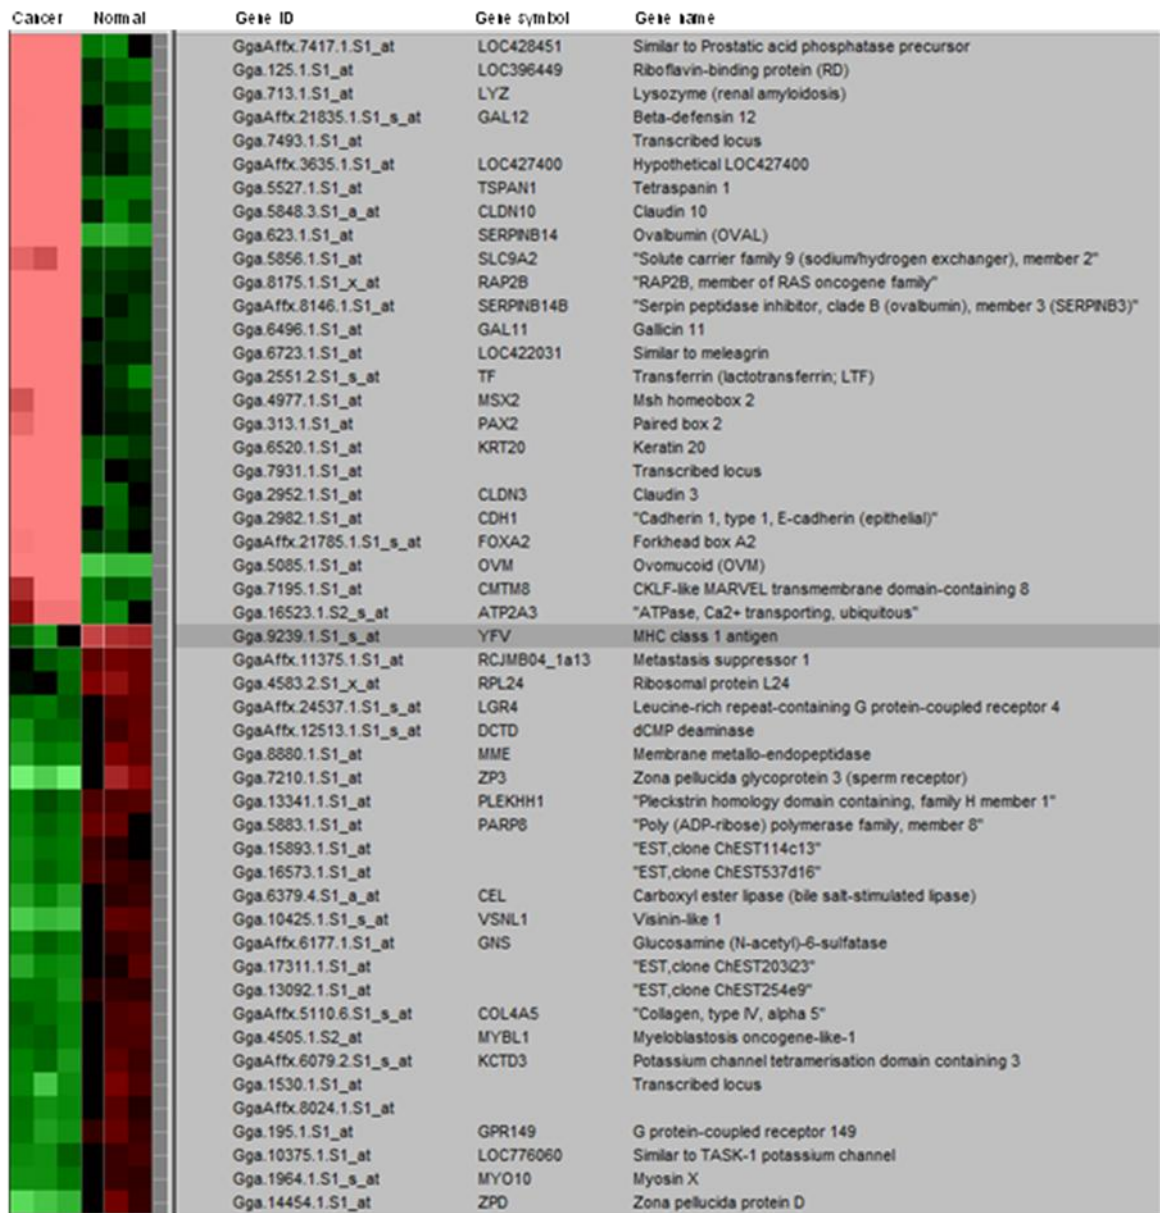 Cancer Normal Gene ID Gene symbol Gene name
GgaAffx.7417.1.S1_at LOC428451 Similar to Prostatic acid phosphatase precursor
Gga.125.1.S1_at LOC396449 Riboflavin-binding protein (RD)
Gga.713.1.S1_at LYZ Lysozyme (renal amyloidosis)
GgaAffx.21835.1.S1_s_at GAL12 Beta-defensin 12
Gga.7493.1.S1_at Transcribed locus
GgaAffx.3635.1.S1_at LOC427400 Hypothetical LOC427400
Gga.5527.1.S1_at TSPAN1 Tetraspanin 1
Gga.5848.3.S1_a_at CLDN10 Claudin 10
Gga.623.1.S1_at SERPINB14 Ovalbumin (OVAL)
Gga.5856.1.S1_at SLC9A2 "Solute carrier family 9 (sodium/hydrogen exchanger), member 2"
Gga.8175.1.S1_x_at RAP2B "RAP2B, member of RAS oncogene family"
GgaAffx.8146.1.S1_at SERPINB14B "Serpin peptidase inhibitor, clade B (ovalbumin), member 3 (SERPINB3)"
Gga.6496.1.S1_at GAL11 Gallicin 11
Gga.6723.1.S1_at LOC422031 Similar to meleagrin
Gga.2551.2.S1_s_at TF Transferrin (lactotransferrin; LTF)
Gga.4977.1.S1_at MSX2 Msh homeobox 2
Gga.313.1.S1_at PAX2 Paired box 2
Gga.6520.1.S1_at KRT20 Keratin 20
Gga.7931.1.S1_at Transcribed locus
Gga.2952.1.S1_at CLDN3 Claudin 3
Gga.2982.1.S1_at CDH1 "Cadherin 1, type 1, E-cadherin (epithelial)"
GgaAffx.21785.1.S1_s_at FOXA2 Forkhead box A2
Gga.5085.1.S1_at OVM Ovomucoid (OVM)
Gga.7195.1.S1_at CMTM8 CKLF-like MARVEL transmembrane domain-containing 8
Gga.16523.1.S2_s_at ATP2A3 "ATPase, Ca2+ transporting, ubiquitous"
Gga.9239.1.S1_s_at YFV MHC class 1 antigen
GgaAffx.11375.1.S1_at RCJMB04_1a13 Metastasis suppressor 1
Gga.4583.2.S1_x_at RPL24 Ribosomal protein L24
GgaAffx.24537.1.S1_s_at LGR4 Leucine-rich repeat-containing G protein-coupled receptor 4
GgaAffx.12513.1.S1_s_at DCTD dCMP deaminase
Gga.8880.1.S1_at MME Membrane metallo-endopeptidase
Gga.7210.1.S1_at ZP3 Zona pellucida glycoprotein 3 (sperm receptor)
Gga.13341.1.S1_at PLEKHH1 "Pleckstrin homology domain containing, family H member 1"
Gga.5883.1.S1_at PARP8 "Poly (ADP-ribose) polymerase family, member 8"
Gga.15893.1.S1_at "EST,clone ChEST114c13"
Gga.16573.1.S1_at "EST,clone ChEST537d16"
Gga.6379.4.S1_a_at CEL Carboxyl ester lipase (bile salt-stimulated lipase)
Gga.10425.1.S1_s_at VSNL1 Visinin-like 1
GgaAffx.6177.1.S1_at GNS Glucosamine (N-acetyl)-6-sulfatase
Gga.17311.1.S1_at "EST,clone ChEST203i23"
Gga.13092.1.S1_at "EST,clone ChEST254e9"
GgaAffx.5110.6.S1_s_at COL4A5 "Collagen, type IV, alpha 5"
Gga.4505.1.S2_at MYBL1 Myeloblastosis oncogene-like-1
GgaAffx.6079.2.S1_s_at KCTD3 Potassium channel tetramerisation domain containing 3
Gga.1530.1.S1_at Transcribed locus
GgaAffx.8024.1.S1_at
Gga.195.1.S1_at GPR149 G protein-coupled receptor 149
Gga.10375.1.S1_at LOC776060 Similar to TASK-1 potassium channel
Gga.1964.1.S1_s_at MYO10 Myosin X
Gga.14454.1.S1_at ZPD Zona pellucida protein D